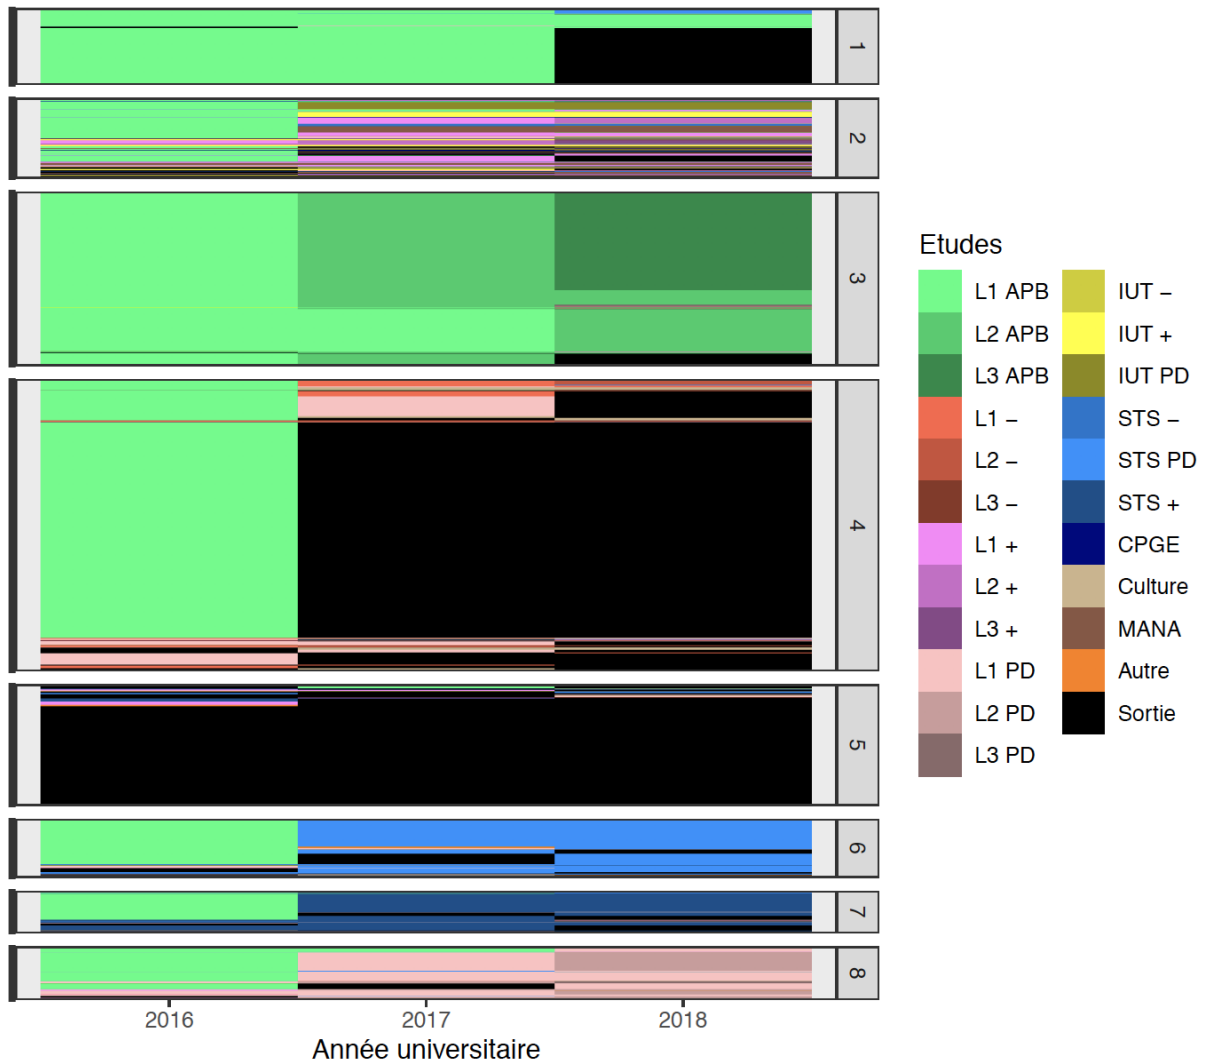 1
2
3
4
5
6
7
8
2016 2017 2018
Année universitaire
Etudes
L1 APB
L2 APB
L3 APB
L1 −
L2 −
L3 −
L1 +
L2 +
L3 +
L1 PD
L2 PD
L3 PD
IUT −
IUT +
IUT PD
STS −
STS PD
STS +
CPGE
Culture
MANA
Autre
Sortie